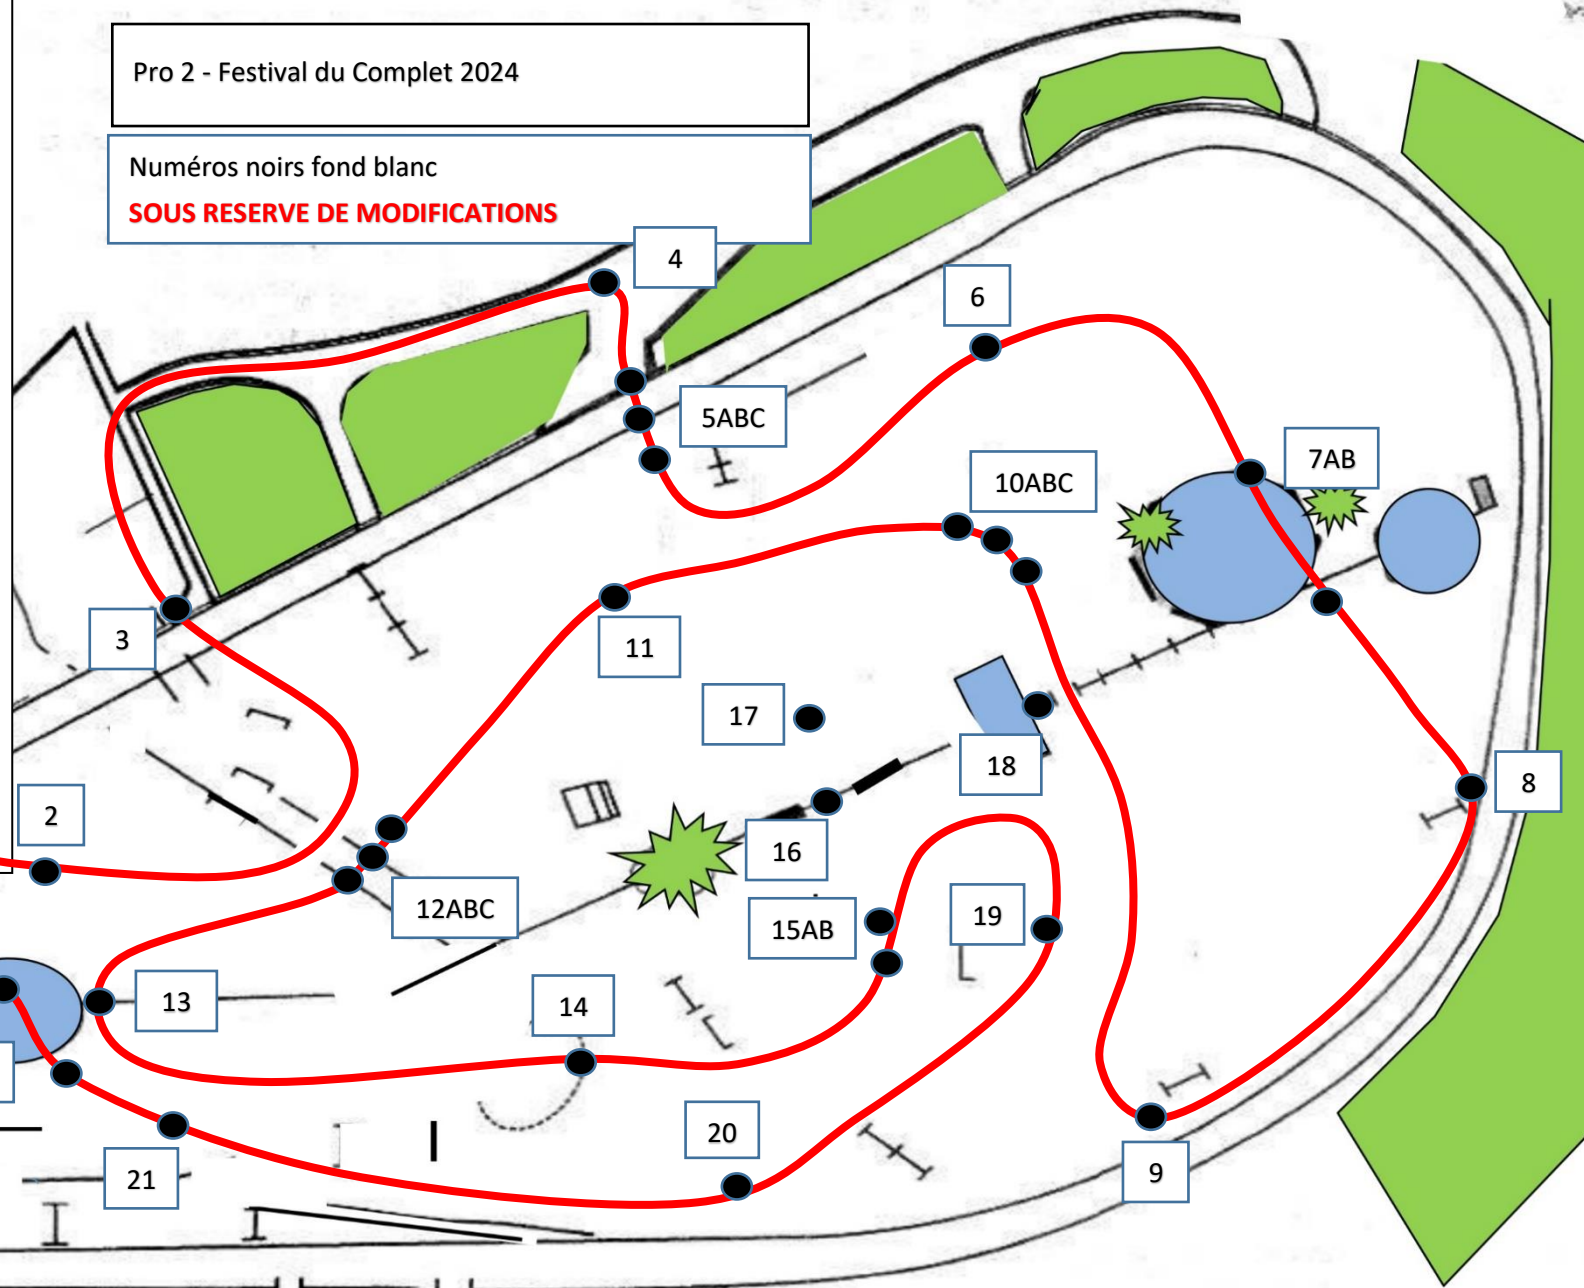 Pro 2 - Festival du Complet 2024
Numéros noirs fond blanc
SOUS RESERVE DE MODIFICATIONS
4
6
5ABC
7AB
10ABC
3
11
17
18
8
2
16
12ABC
15AB
19
13
14
20
9
21